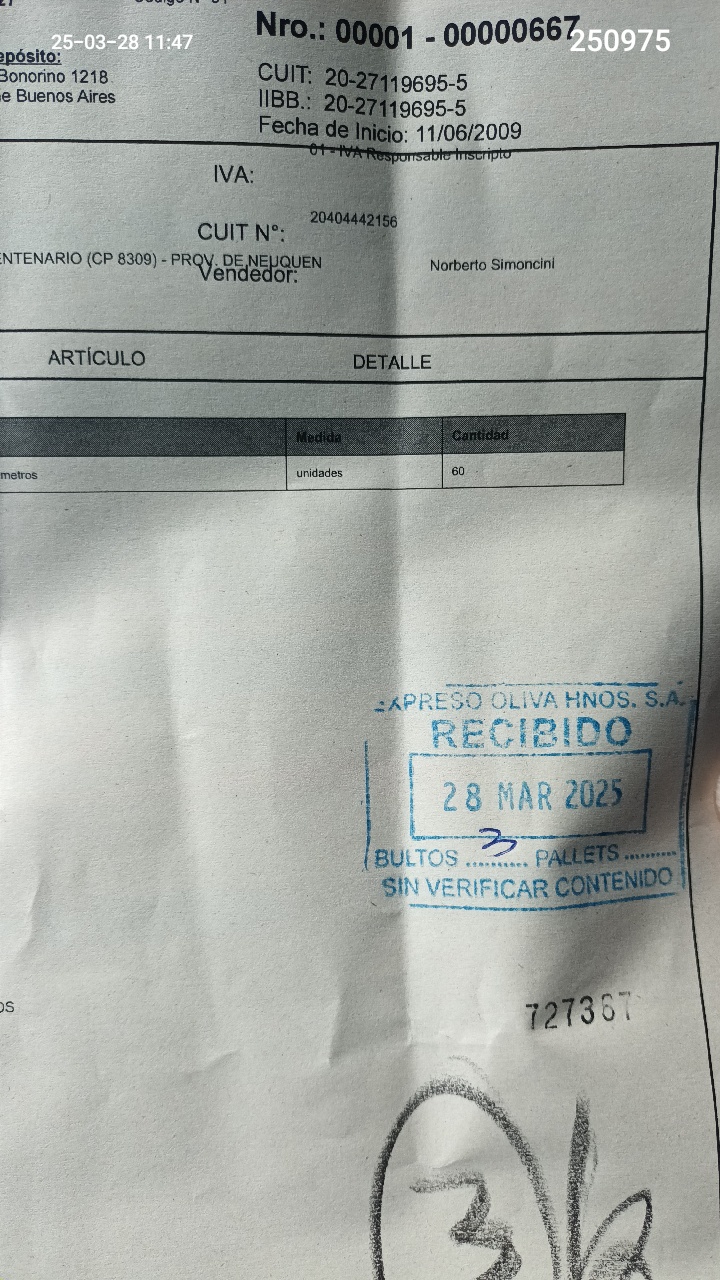 25-03-28 11:47
Nro.: 00001 - 00000667
250975
epósito:
Bonorino 1218
e Buenos Aires
CUIT: 20-27119695-5
IIBB.: 20-27119695-5
Fecha de Inicio: 11/06/2009
01 - IVA Responsable Inscripto
IVA:
CUIT N°: 20404442156
ENTENARIO (CP 8309) - PROV. DE NEUQUEN
Vendedor: Norberto Simoncini
ARTÍCULO DETALLE
Medida Cantidad
metros unidades 60
EXPRESO OLIVA HNOS. S.A.
RECIBIDO
28 MAR 2025
BULTOS ...3... PALLETS ..........
SIN VERIFICAR CONTENIDO
OS
727367
3